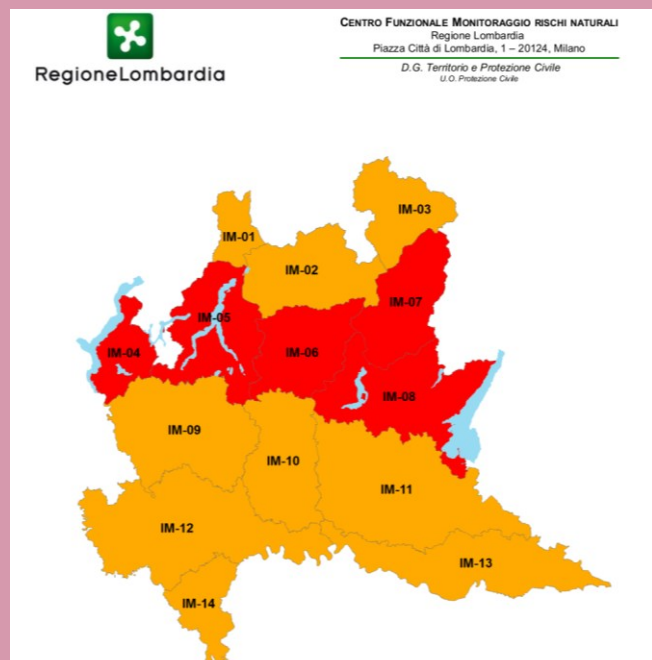 RegioneLombardia
CENTRO FUNZIONALE MONITORAGGIO RISCHI NATURALI
Regione Lombardia
Piazza Città di Lombardia, 1 – 20124, Milano
D.G. Territorio e Protezione Civile
U.O. Protezione Civile
IM-03
IM-01
IM-02
IM-07
IM-05
IM-04
IM-06
IM-08
IM-09
IM-10
IM-11
IM-12
IM-13
IM-14